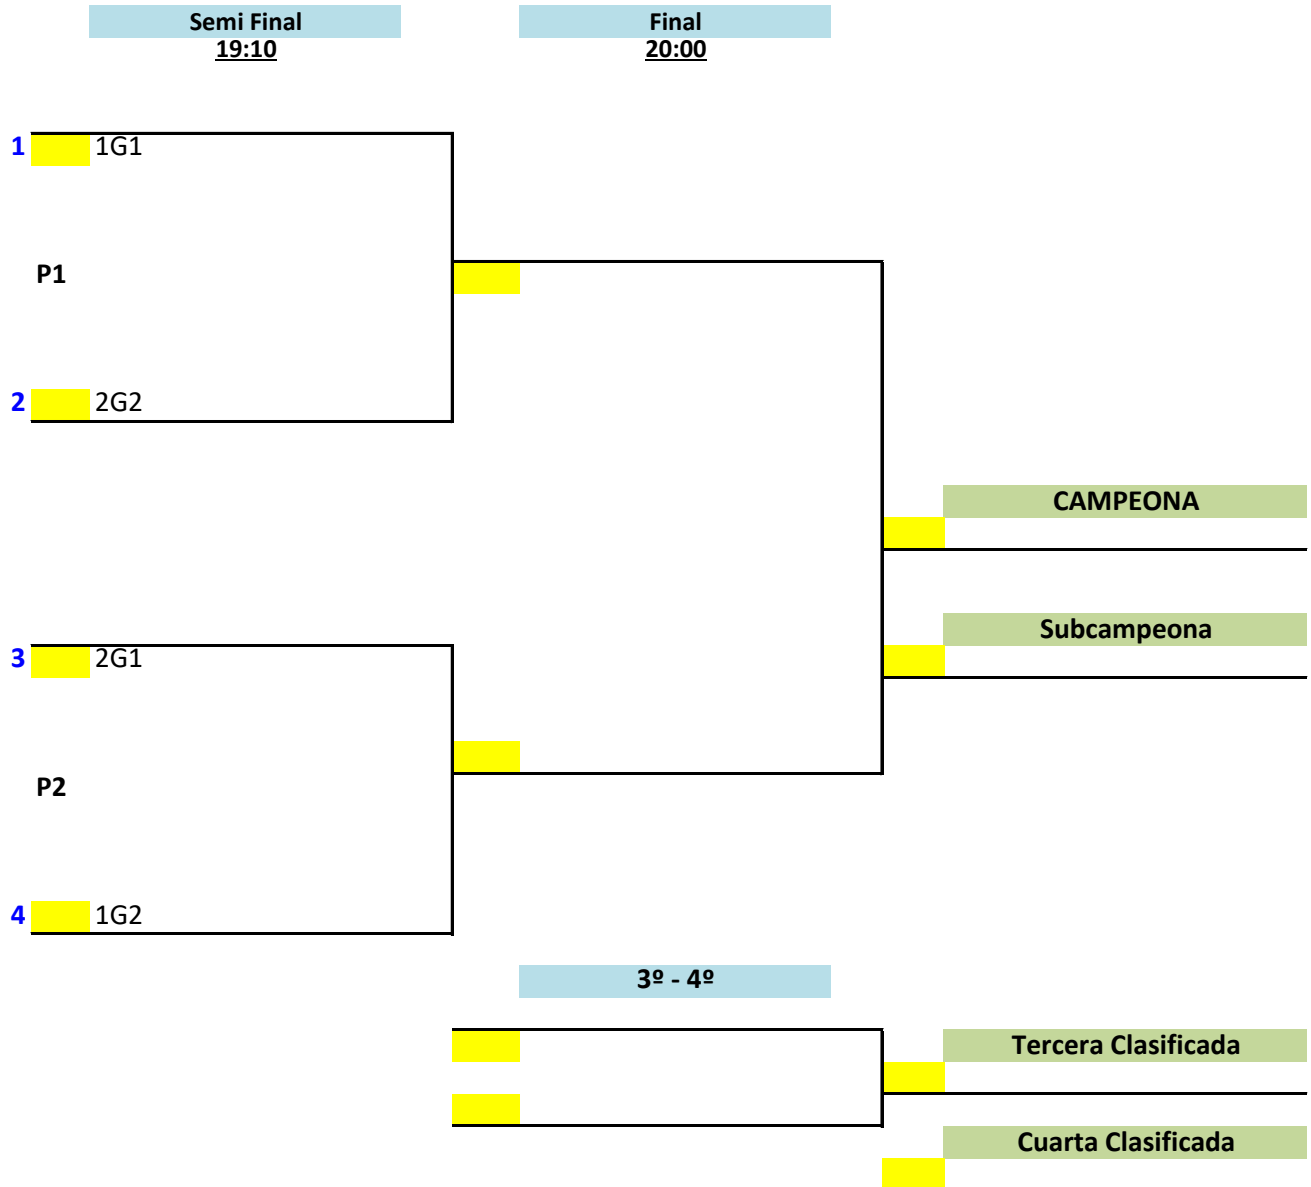 Semi Final Final
19:10 20:00
1 1G1
P1
2 2G2
CAMPEONA
Subcampeona
3 2G1
P2
4 1G2
3º - 4º
Tercera Clasificada
Cuarta Clasificada